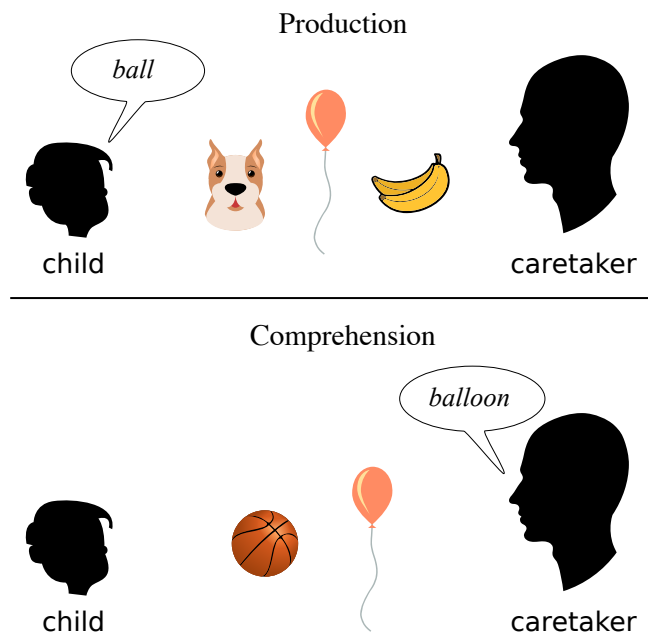 Production
ball
child
caretaker
Comprehension
balloon
child
caretaker